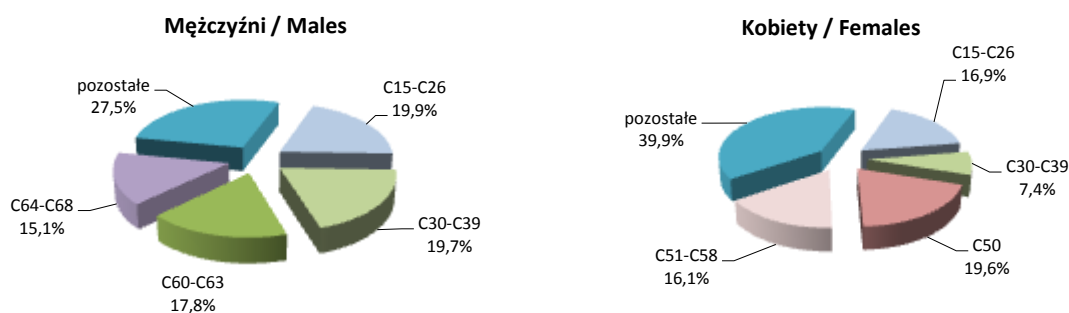 Mężczyźni / Males
pozostałe
27,5%
C15-C26
19,9%
C64-C68
15,1%
C30-C39
19,7%
C60-C63
17,8%
Kobiety / Females
C15-C26
16,9%
pozostałe
39,9%
C30-C39
7,4%
C51-C58
16,1%
C50
19,6%